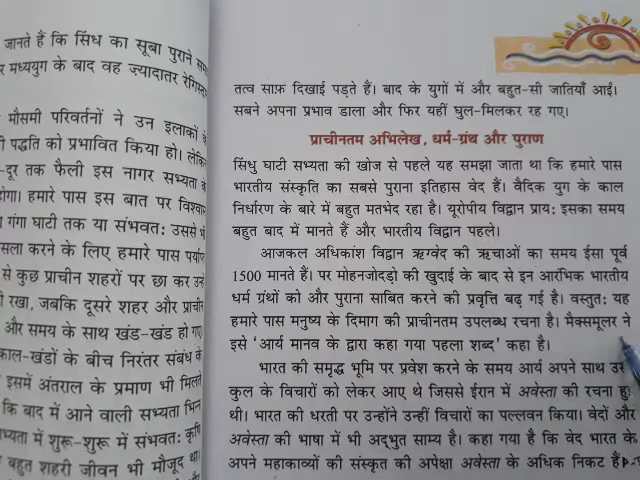 जानते हैं कि सिंध का सूबा पुराने
मध्ययुग के बाद वह ज़्यादातर
मौसमी परिवर्तनों ने उन इलाकों
पद्धति को प्रभावित किया हो। लेकिन
-दूर तक फैली इस नागर सभ्यता
होगा। हमारे पास इस बात पर
गंगा घाटी तक या संभवतः उससे भी
करने के लिए हमारे पास
से कुछ प्राचीन शहरों पर छा कर उन्हें
रखा, जबकि दूसरे शहर और प्राचीन
और समय के साथ खंड-खंड हो गए
काल-खंडों के बीच निरंतर संबंध के
इसमें अंतराल के प्रमाण भी मिलते
कि बाद में आने वाली सभ्यता
में शुरू-शुरू में संभवतः कृषि
बहुत शहरी जीवन भी मौजूद था।
तत्व साफ़ दिखाई पड़ते हैं। बाद के युगों में और बहुत-सी जातियाँ आईं।
सबने अपना प्रभाव डाला और फिर यहीं घुल-मिलकर रह गए।
प्राचीनतम अभिलेख, धर्म-ग्रंथ और पुराण
सिंधु घाटी सभ्यता की खोज से पहले यह समझा जाता था कि हमारे पास
भारतीय संस्कृति का सबसे पुराना इतिहास वेद हैं। वैदिक युग के काल
निर्धारण के बारे में बहुत मतभेद रहा है। यूरोपीय विद्वान प्रायः इसका समय
बहुत बाद में मानते हैं और भारतीय विद्वान पहले।
आजकल अधिकांश विद्वान ऋग्वेद की ऋचाओं का समय ईसा पूर्व
1500 मानते हैं। पर मोहनजोदड़ो की खुदाई के बाद से इन आरंभिक भारतीय
धर्म ग्रंथों को और पुराना साबित करने की प्रवृत्ति बढ़ गई है। वस्तुतः यह
हमारे पास मनुष्य के दिमाग की प्राचीनतम उपलब्ध रचना है। मैक्समूलर ने
इसे 'आर्य मानव के द्वारा कहा गया पहला शब्द' कहा है।
भारत की समृद्ध भूमि पर प्रवेश करने के समय आर्य अपने साथ उसी
कुल के विचारों को लेकर आए थे जिससे ईरान में अवेस्ता की रचना हुई
थी। भारत की धरती पर उन्होंने उन्हीं विचारों का पल्लवन किया। वेदों और
अवेस्ता की भाषा में भी अद्भुत साम्य है। कहा गया है कि वेद भारत के
अपने महाकाव्यों की संस्कृत की अपेक्षा अवेस्ता के अधिक निकट हैं।